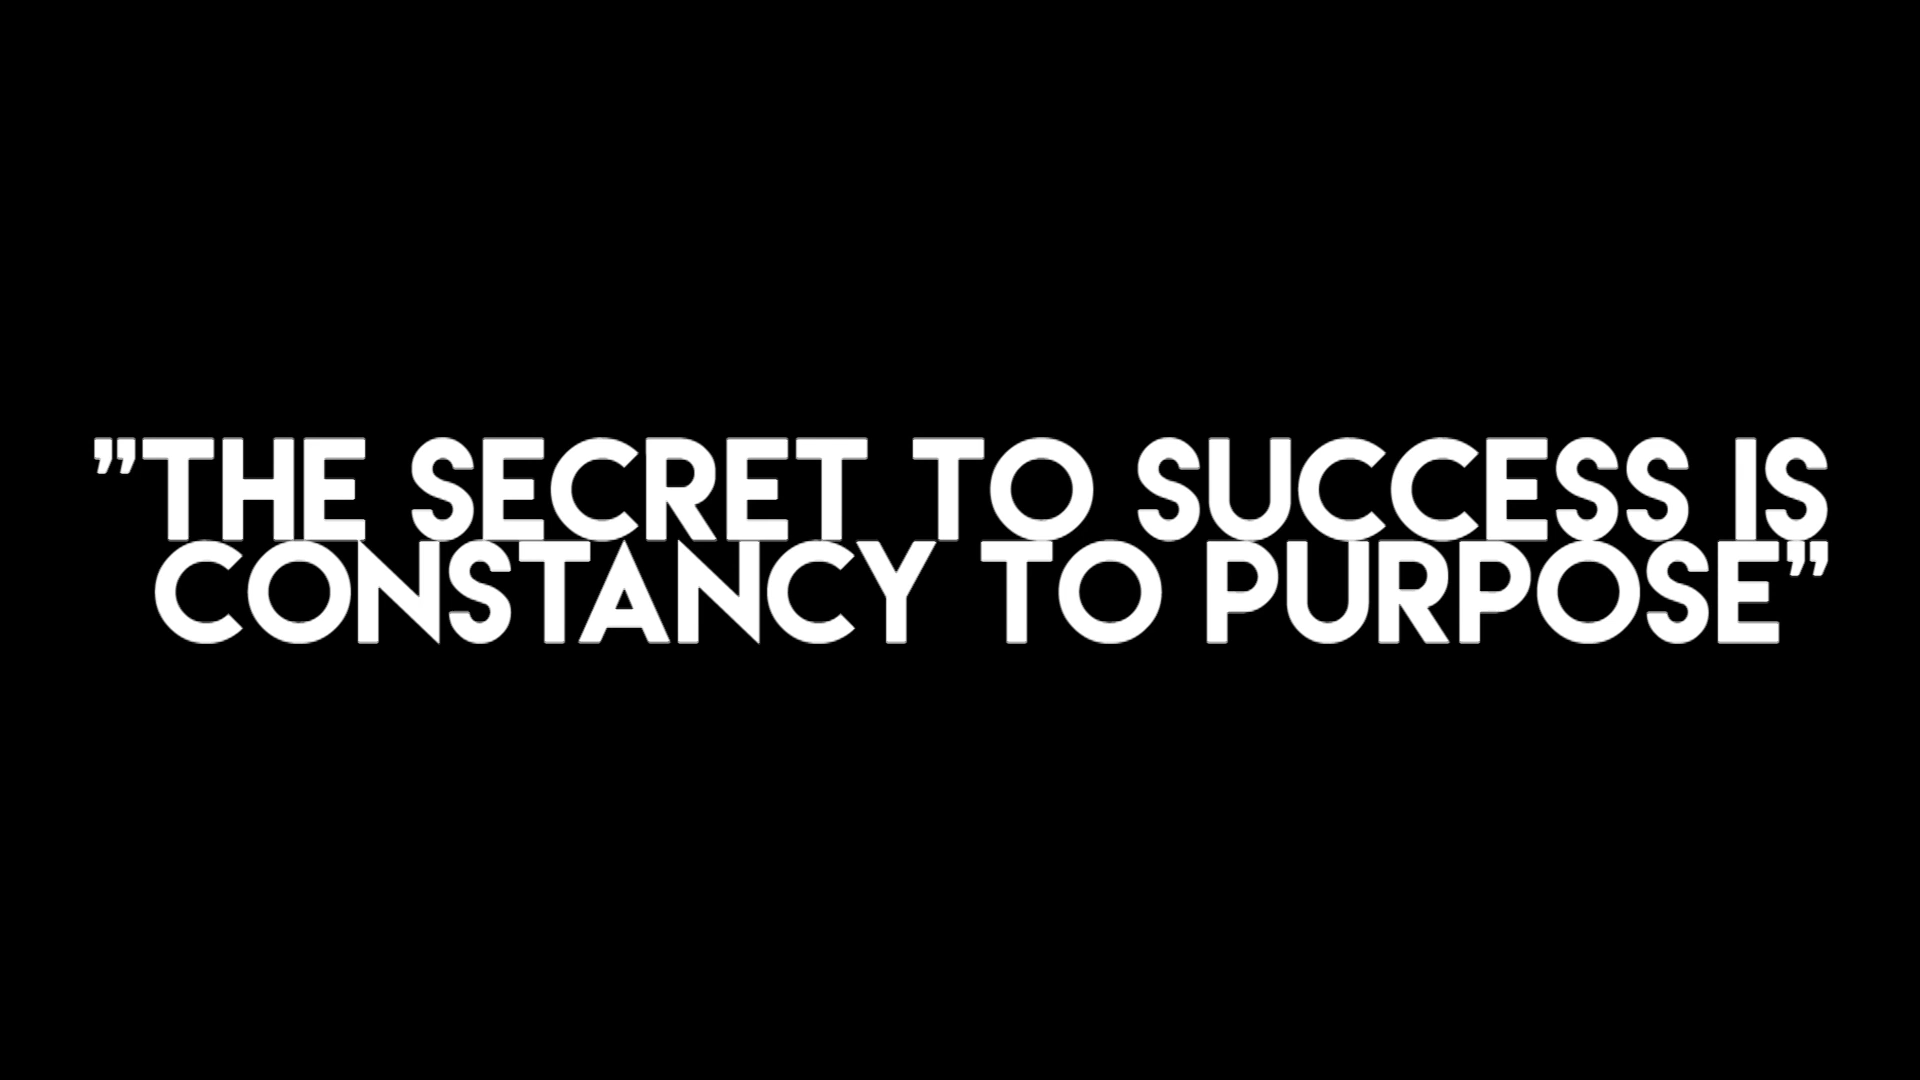 ”THE SECRET TO SUCCESS IS
CONSTANCY TO PURPOSE”